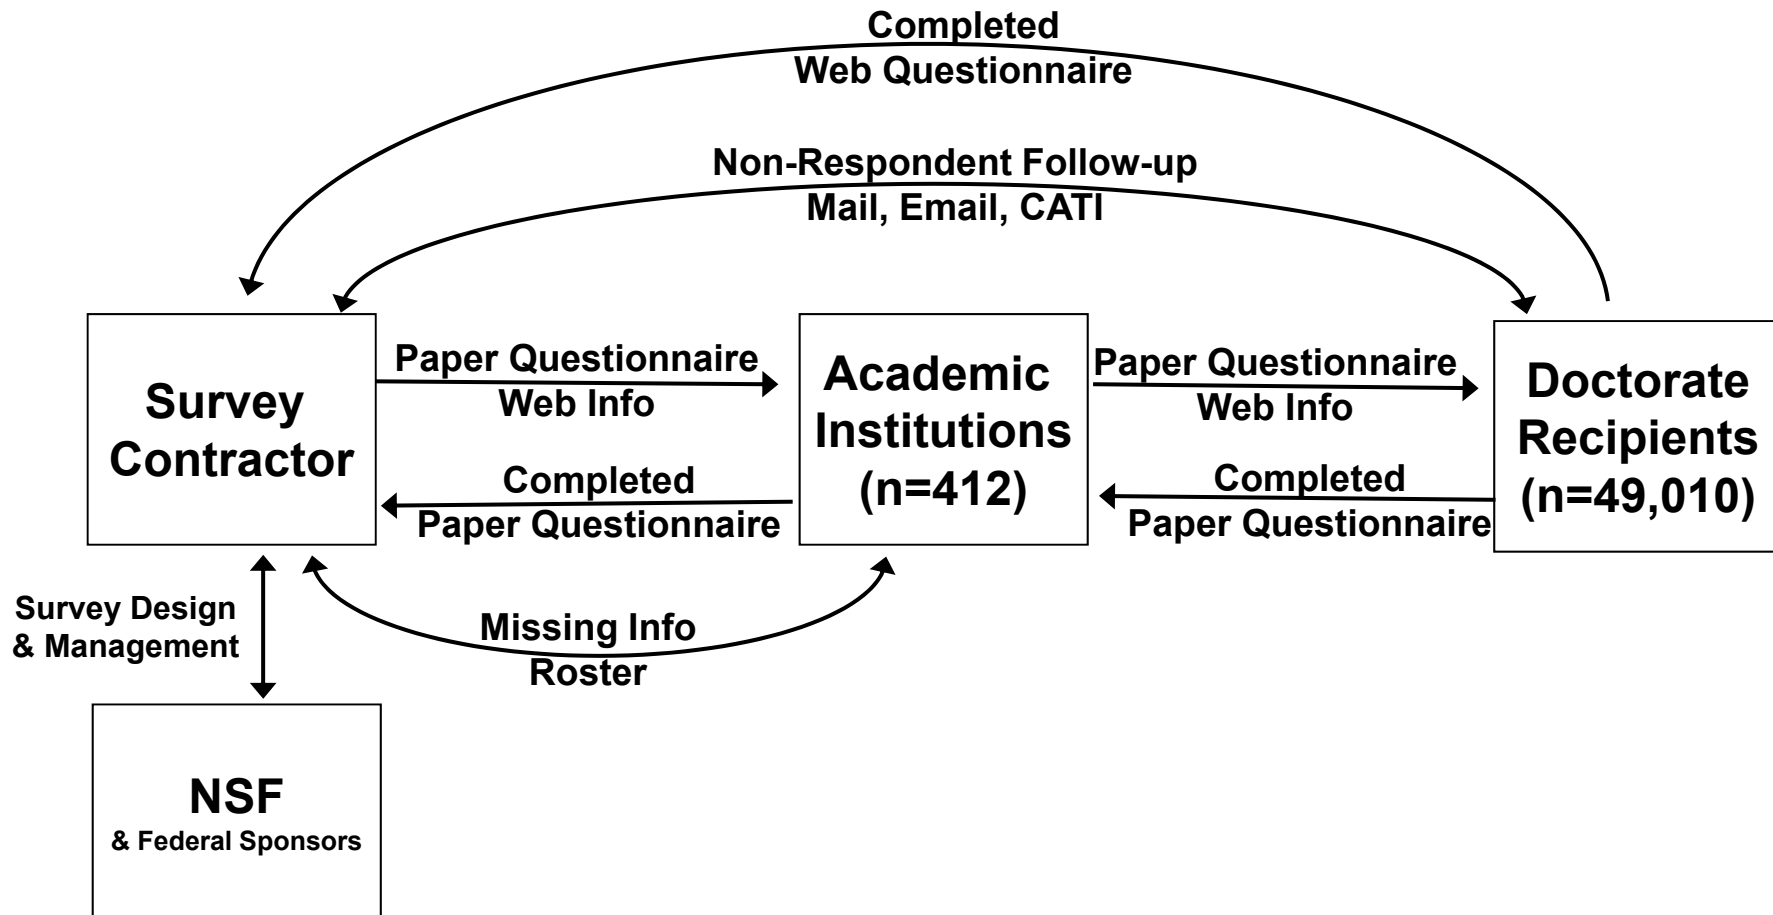 Completed
Web Questionnaire
Non-Respondent Follow-up
Mail, Email, CATI
Survey
Contractor
Paper Questionnaire
Web Info
Completed
Paper Questionnaire
Academic
Institutions
(n=412)
Paper Questionnaire
Web Info
Completed
Paper Questionnaire
Doctorate
Recipients
(n=49,010)
Survey Design
& Management
Missing Info
Roster
NSF
& Federal Sponsors